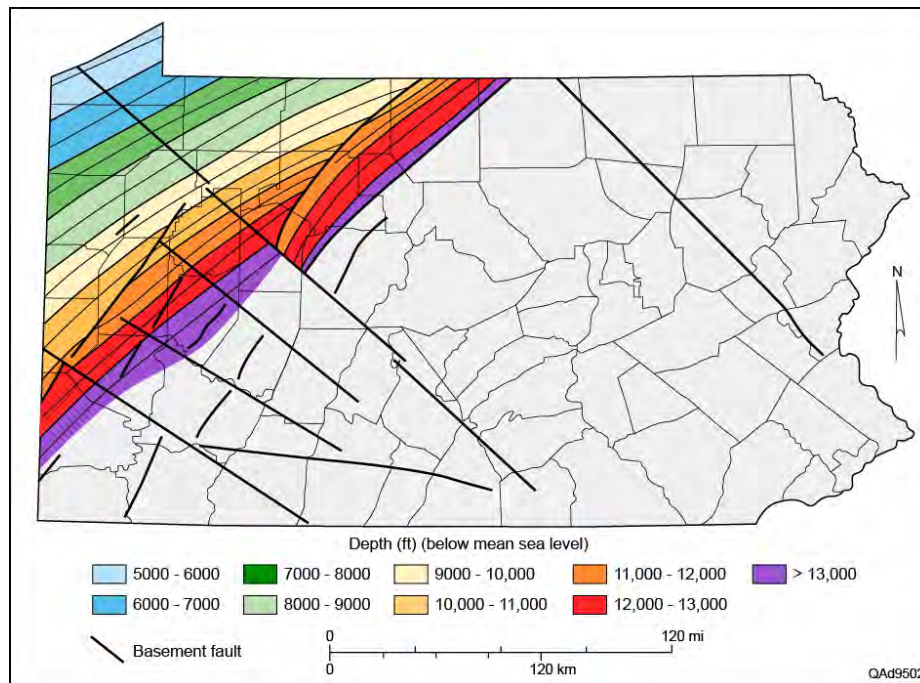 N
Depth (ft) (below mean sea level)
5000 - 6000 7000 - 8000 9000 - 10,000 11,000 - 12,000 > 13,000
6000 - 7000 8000 - 9000 10,000 - 11,000 12,000 - 13,000
Basement fault
0 120 mi
0 120 km
QAd9502